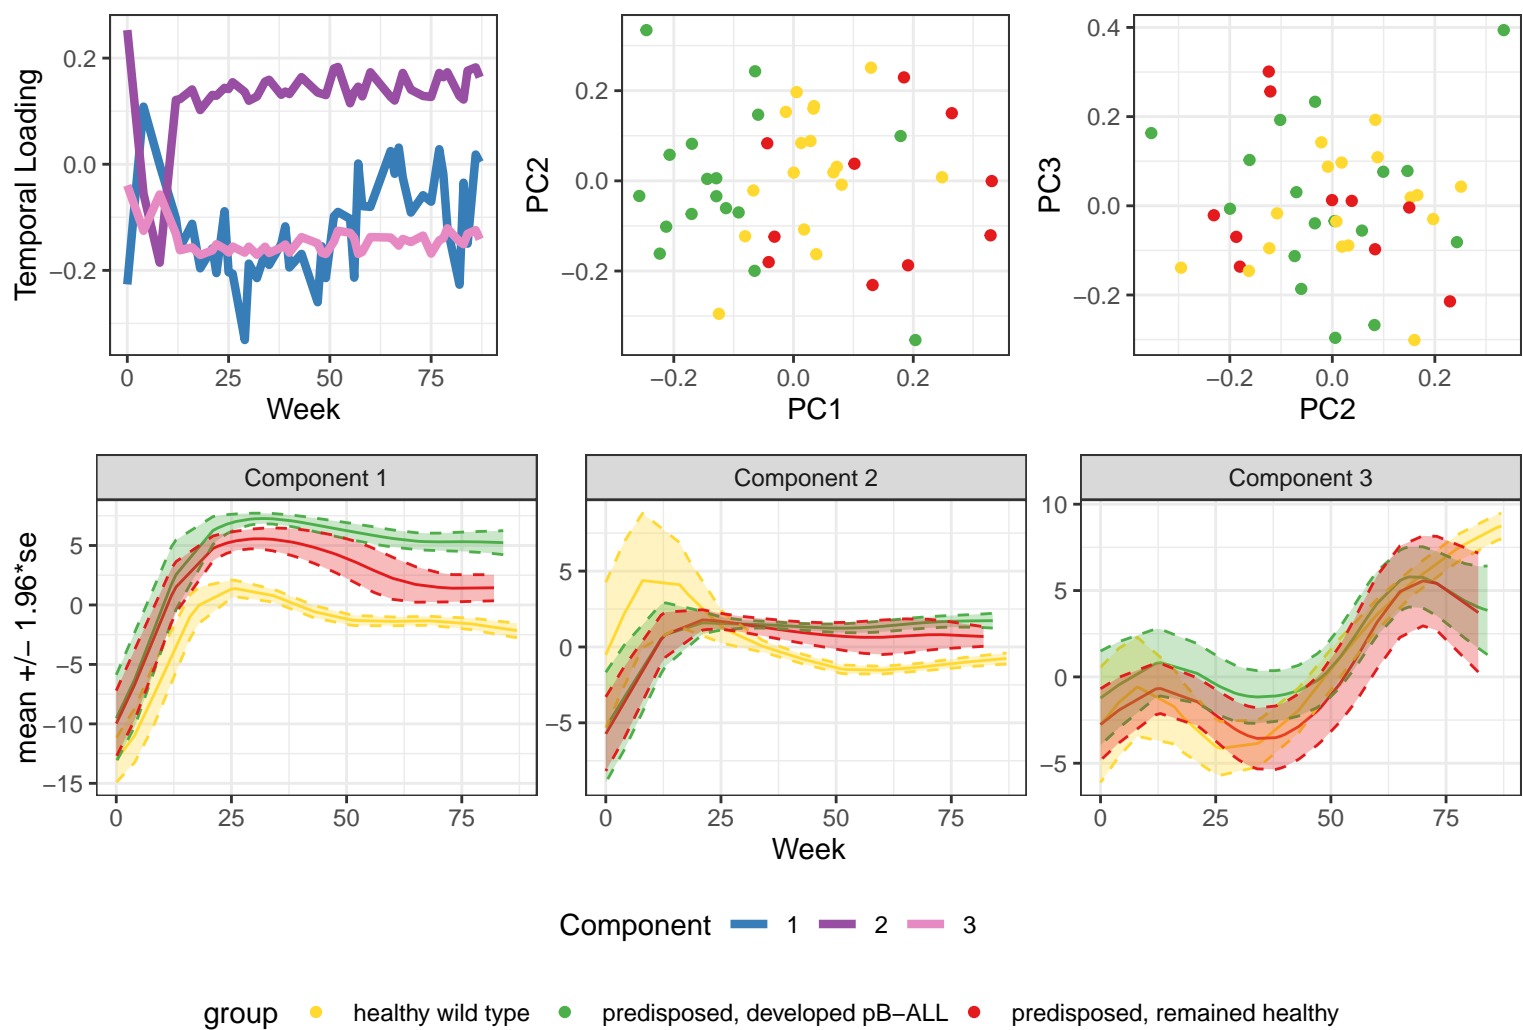 Temporal Loading
0.2
0.0
−0.2
0 25 50 75
Week
PC2
0.2
0.0
−0.2
−0.2 0.0 0.2
PC1
PC3
0.4
0.2
0.0
−0.2
−0.2 0.0 0.2
PC2
mean +/− 1.96*se
Component 1
5
0
−5
−10
−15
0 25 50 75
Component 2
5
0
−5
0 25 50 75
Component 3
10
5
0
−5
0 25 50 75
Week
Component 1 2 3
group healthy wild type predisposed, developed pB−ALL predisposed, remained healthy